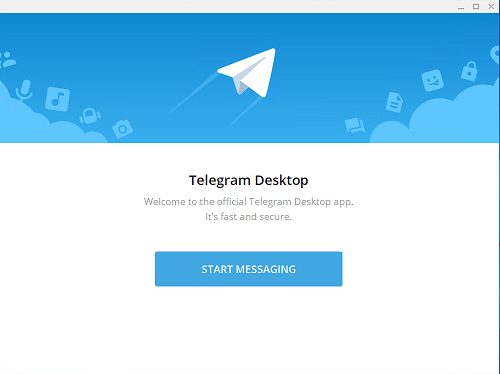 Telegram Desktop
Welcome to the official Telegram Desktop app.
It's fast and secure.
START MESSAGING